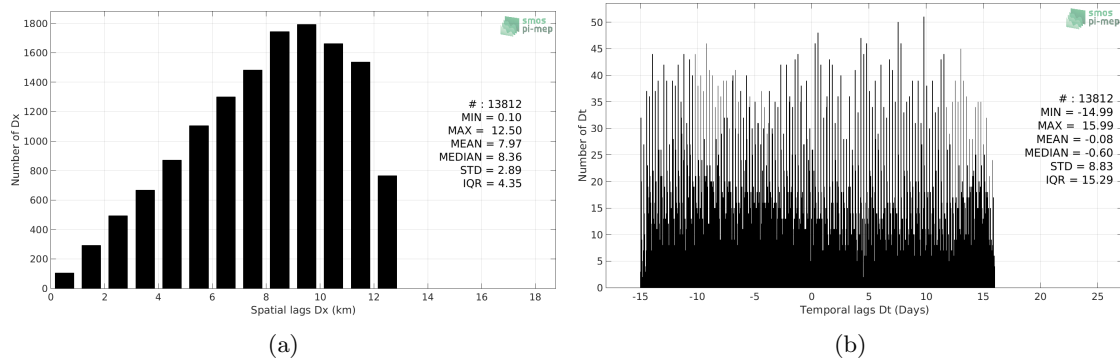 smos
pi-mep
1800
1600
1400
1200
1000
800
600
400
200
0
Number of Dx
# : 13812
MIN = 0.10
MAX = 12.50
MEAN = 7.97
MEDIAN = 8.36
STD = 2.89
IQR = 4.35
0 2 4 6 8 10 12 14 16 18
Spatial lags Dx (km)
(a)
smos
pi-mep
50
45
40
35
30
25
20
15
10
5
0
Number of Dt
# : 13812
MIN = -14.99
MAX = 15.99
MEAN = -0.08
MEDIAN = -0.60
STD = 8.83
IQR = 15.29
-15 -10 -5 0 5 10 15 20 25
Temporal lags Dt (Days)
(b)